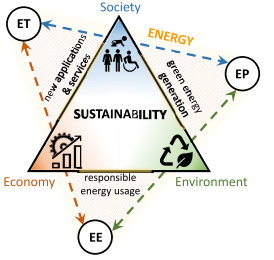 Society
ET
ENERGY
new applications
& services
green energy
generation
EP
SUSTAINABILITY
Economy
responsible
energy usage
Environment
EE